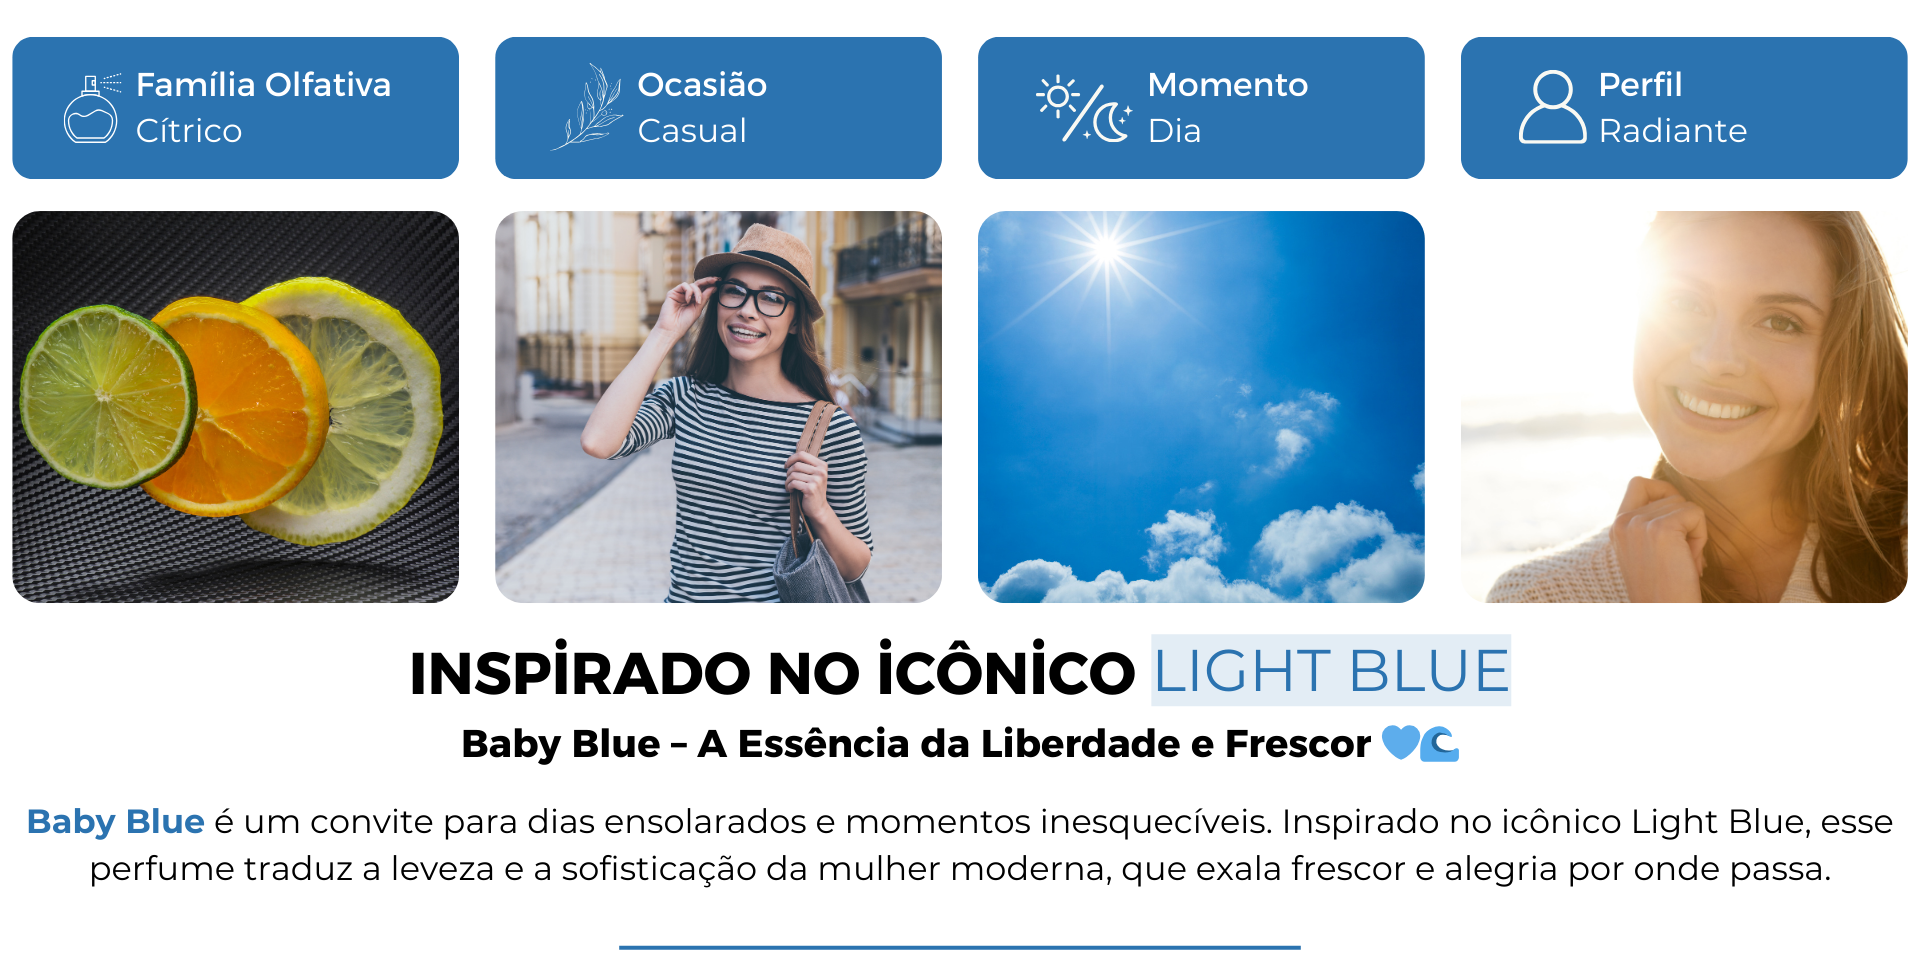 Família Olfativa
Cítrico
Ocasião
Casual
Momento
Dia
Perfil
Radiante
INSPİRADO NO İCÔNİCO LIGHT BLUE
Baby Blue – A Essência da Liberdade e Frescor 💙🌊
Baby Blue é um convite para dias ensolarados e momentos inesquecíveis. Inspirado no icônico Light Blue, esse
perfume traduz a leveza e a sofisticação da mulher moderna, que exala frescor e alegria por onde passa.